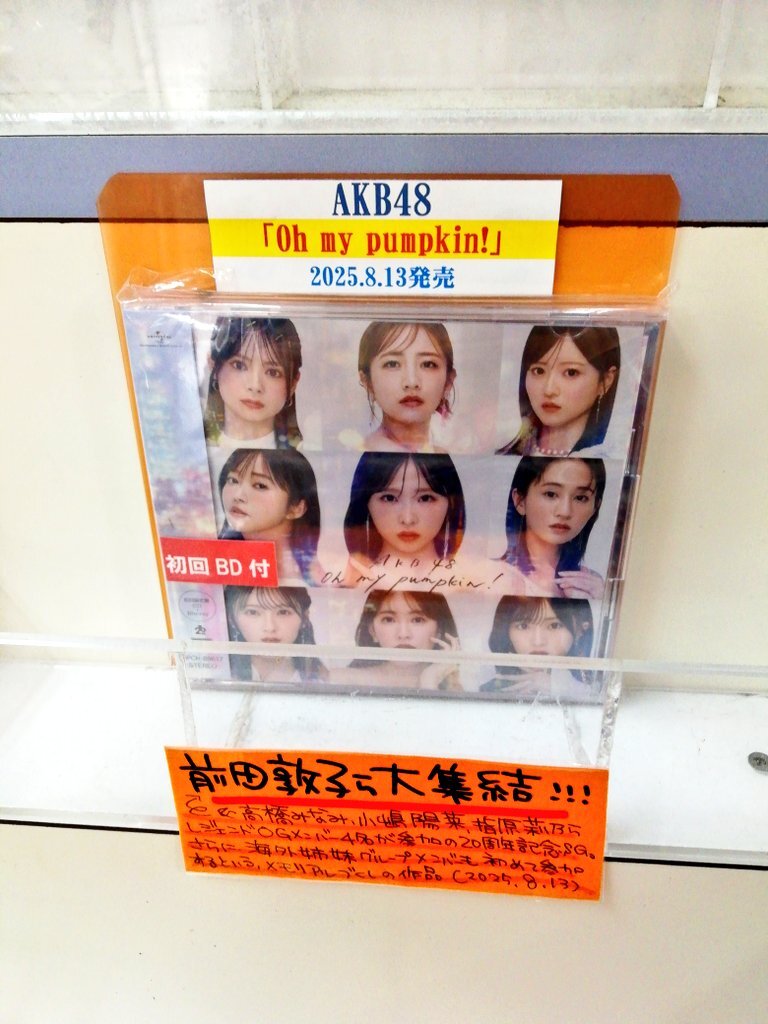 AKB48
「Oh my pumpkin!」
2025.8.13発売
初回BD付
AKB48
Oh my pumpkin!
STEREO
前田敦子ら大集結!!!
高橋みなみ、小嶋陽菜、指原莉乃ら
レジェンドOGメンバー4名が参加の20周年記念SG。
さらに海外姉妹グループメンバーも初めて参加
するという、メモリアルづくしの作品(2025.8.13)